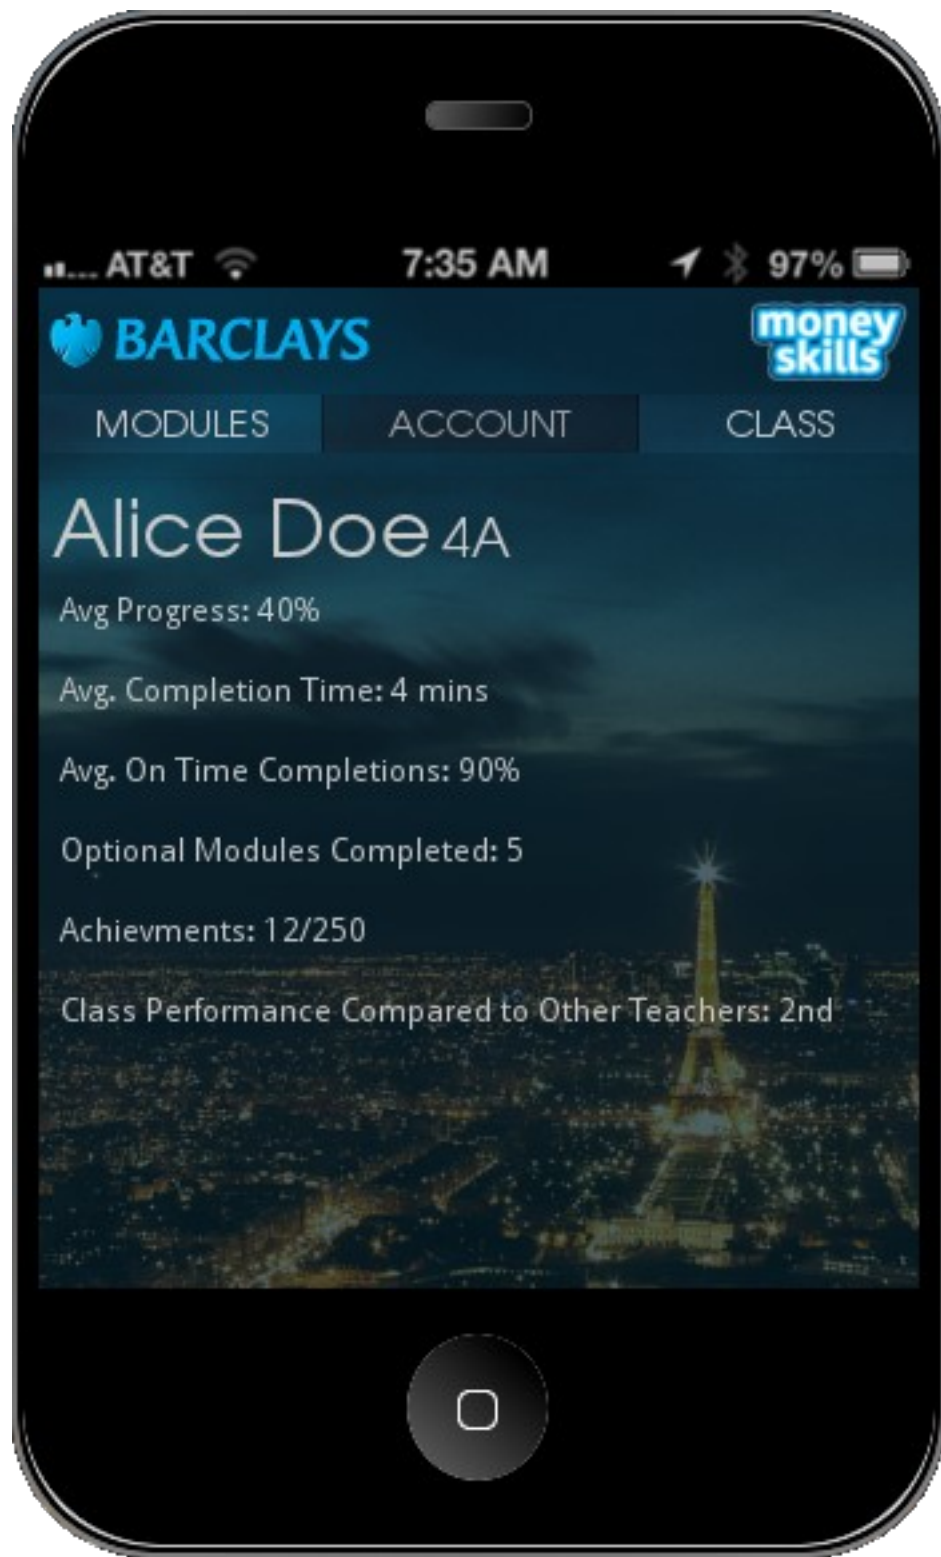 AT&T 7:35 AM 97%
BARCLAYS money skills
MODULES ACCOUNT CLASS
Alice Doe 4A
Avg Progress: 40%
Avg. Completion Time: 4 mins
Avg. On Time Completions: 90%
Optional Modules Completed: 5
Achievments: 12/250
Class Performance Compared to Other Teachers: 2nd